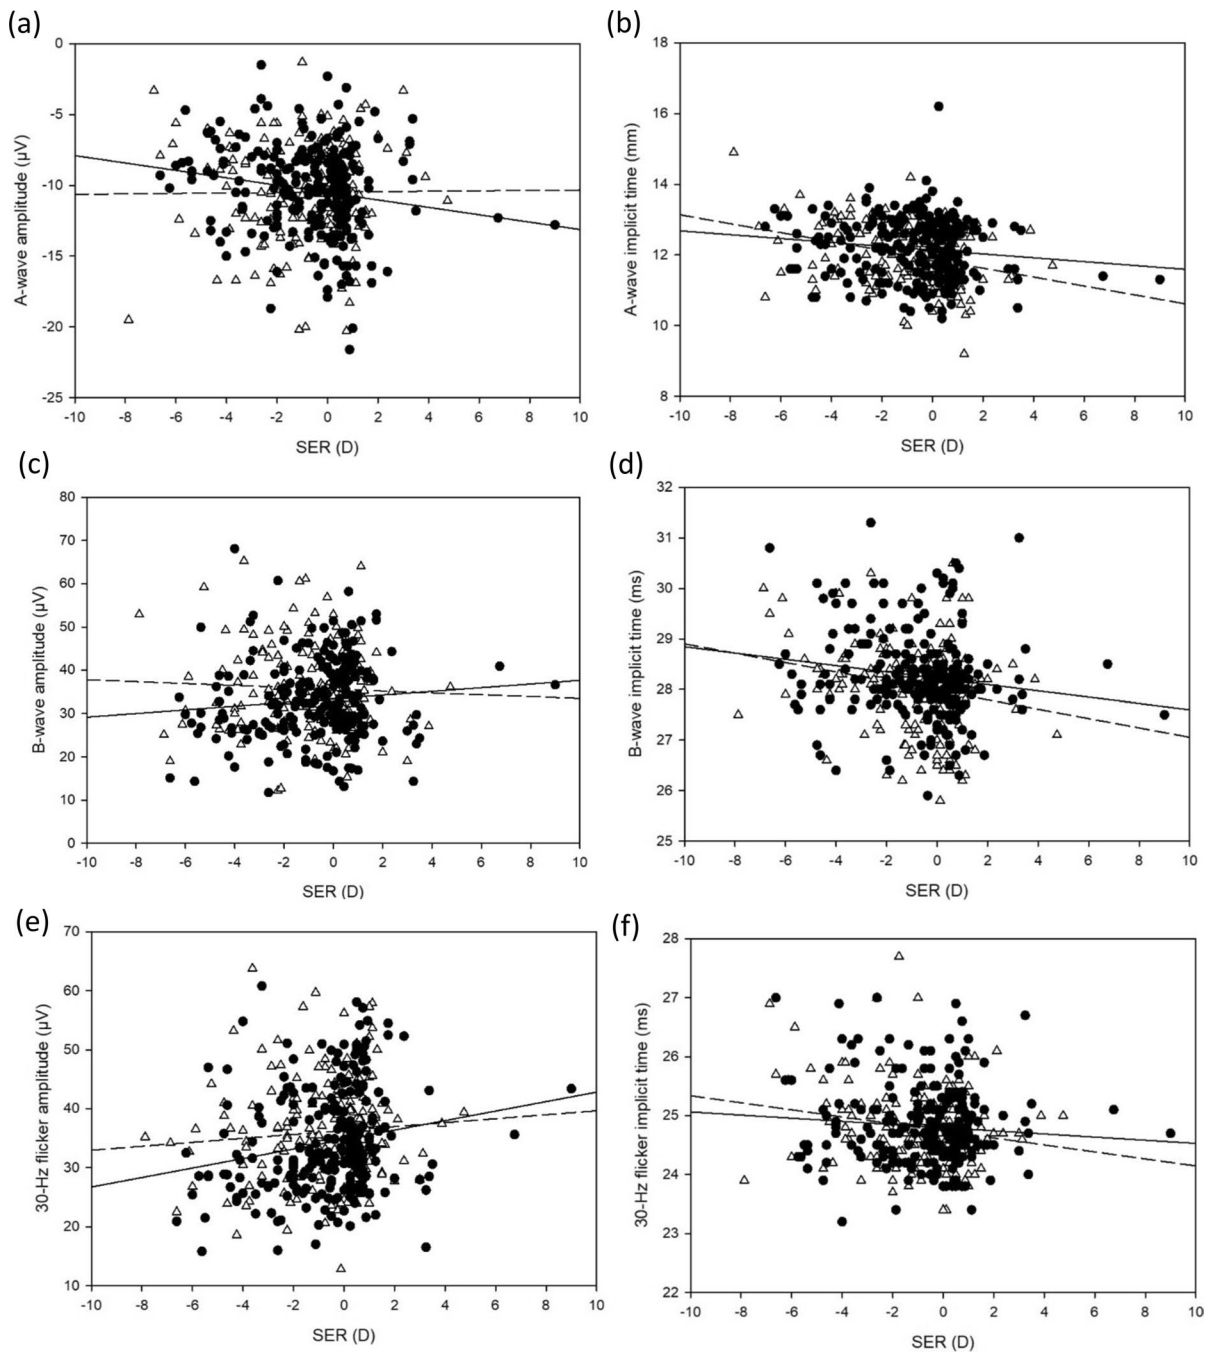 (a)
0
-5
-10
-15
-20
-25
A-wave amplitude (µV)
-10 -8 -6 -4 -2 0 2 4 6 8 10
SER (D)
(b)
18
16
14
12
10
8
A-wave implicit time (mm)
-10 -8 -6 -4 -2 0 2 4 6 8 10
SER (D)
(c)
80
70
60
50
40
30
20
10
0
B-wave amplitude (µV)
-10 -8 -6 -4 -2 0 2 4 6 8 10
SER (D)
(d)
32
31
30
29
28
27
26
25
B-wave implicit time (ms)
-10 -8 -6 -4 -2 0 2 4 6 8 10
SER (D)
(e)
70
60
50
40
30
20
10
30-Hz flicker amplitude (µV)
-10 -8 -6 -4 -2 0 2 4 6 8 10
SER (D)
(f)
28
27
26
25
24
23
22
30-Hz flicker implicit time (ms)
-10 -8 -6 -4 -2 0 2 4 6 8 10
SER (D)